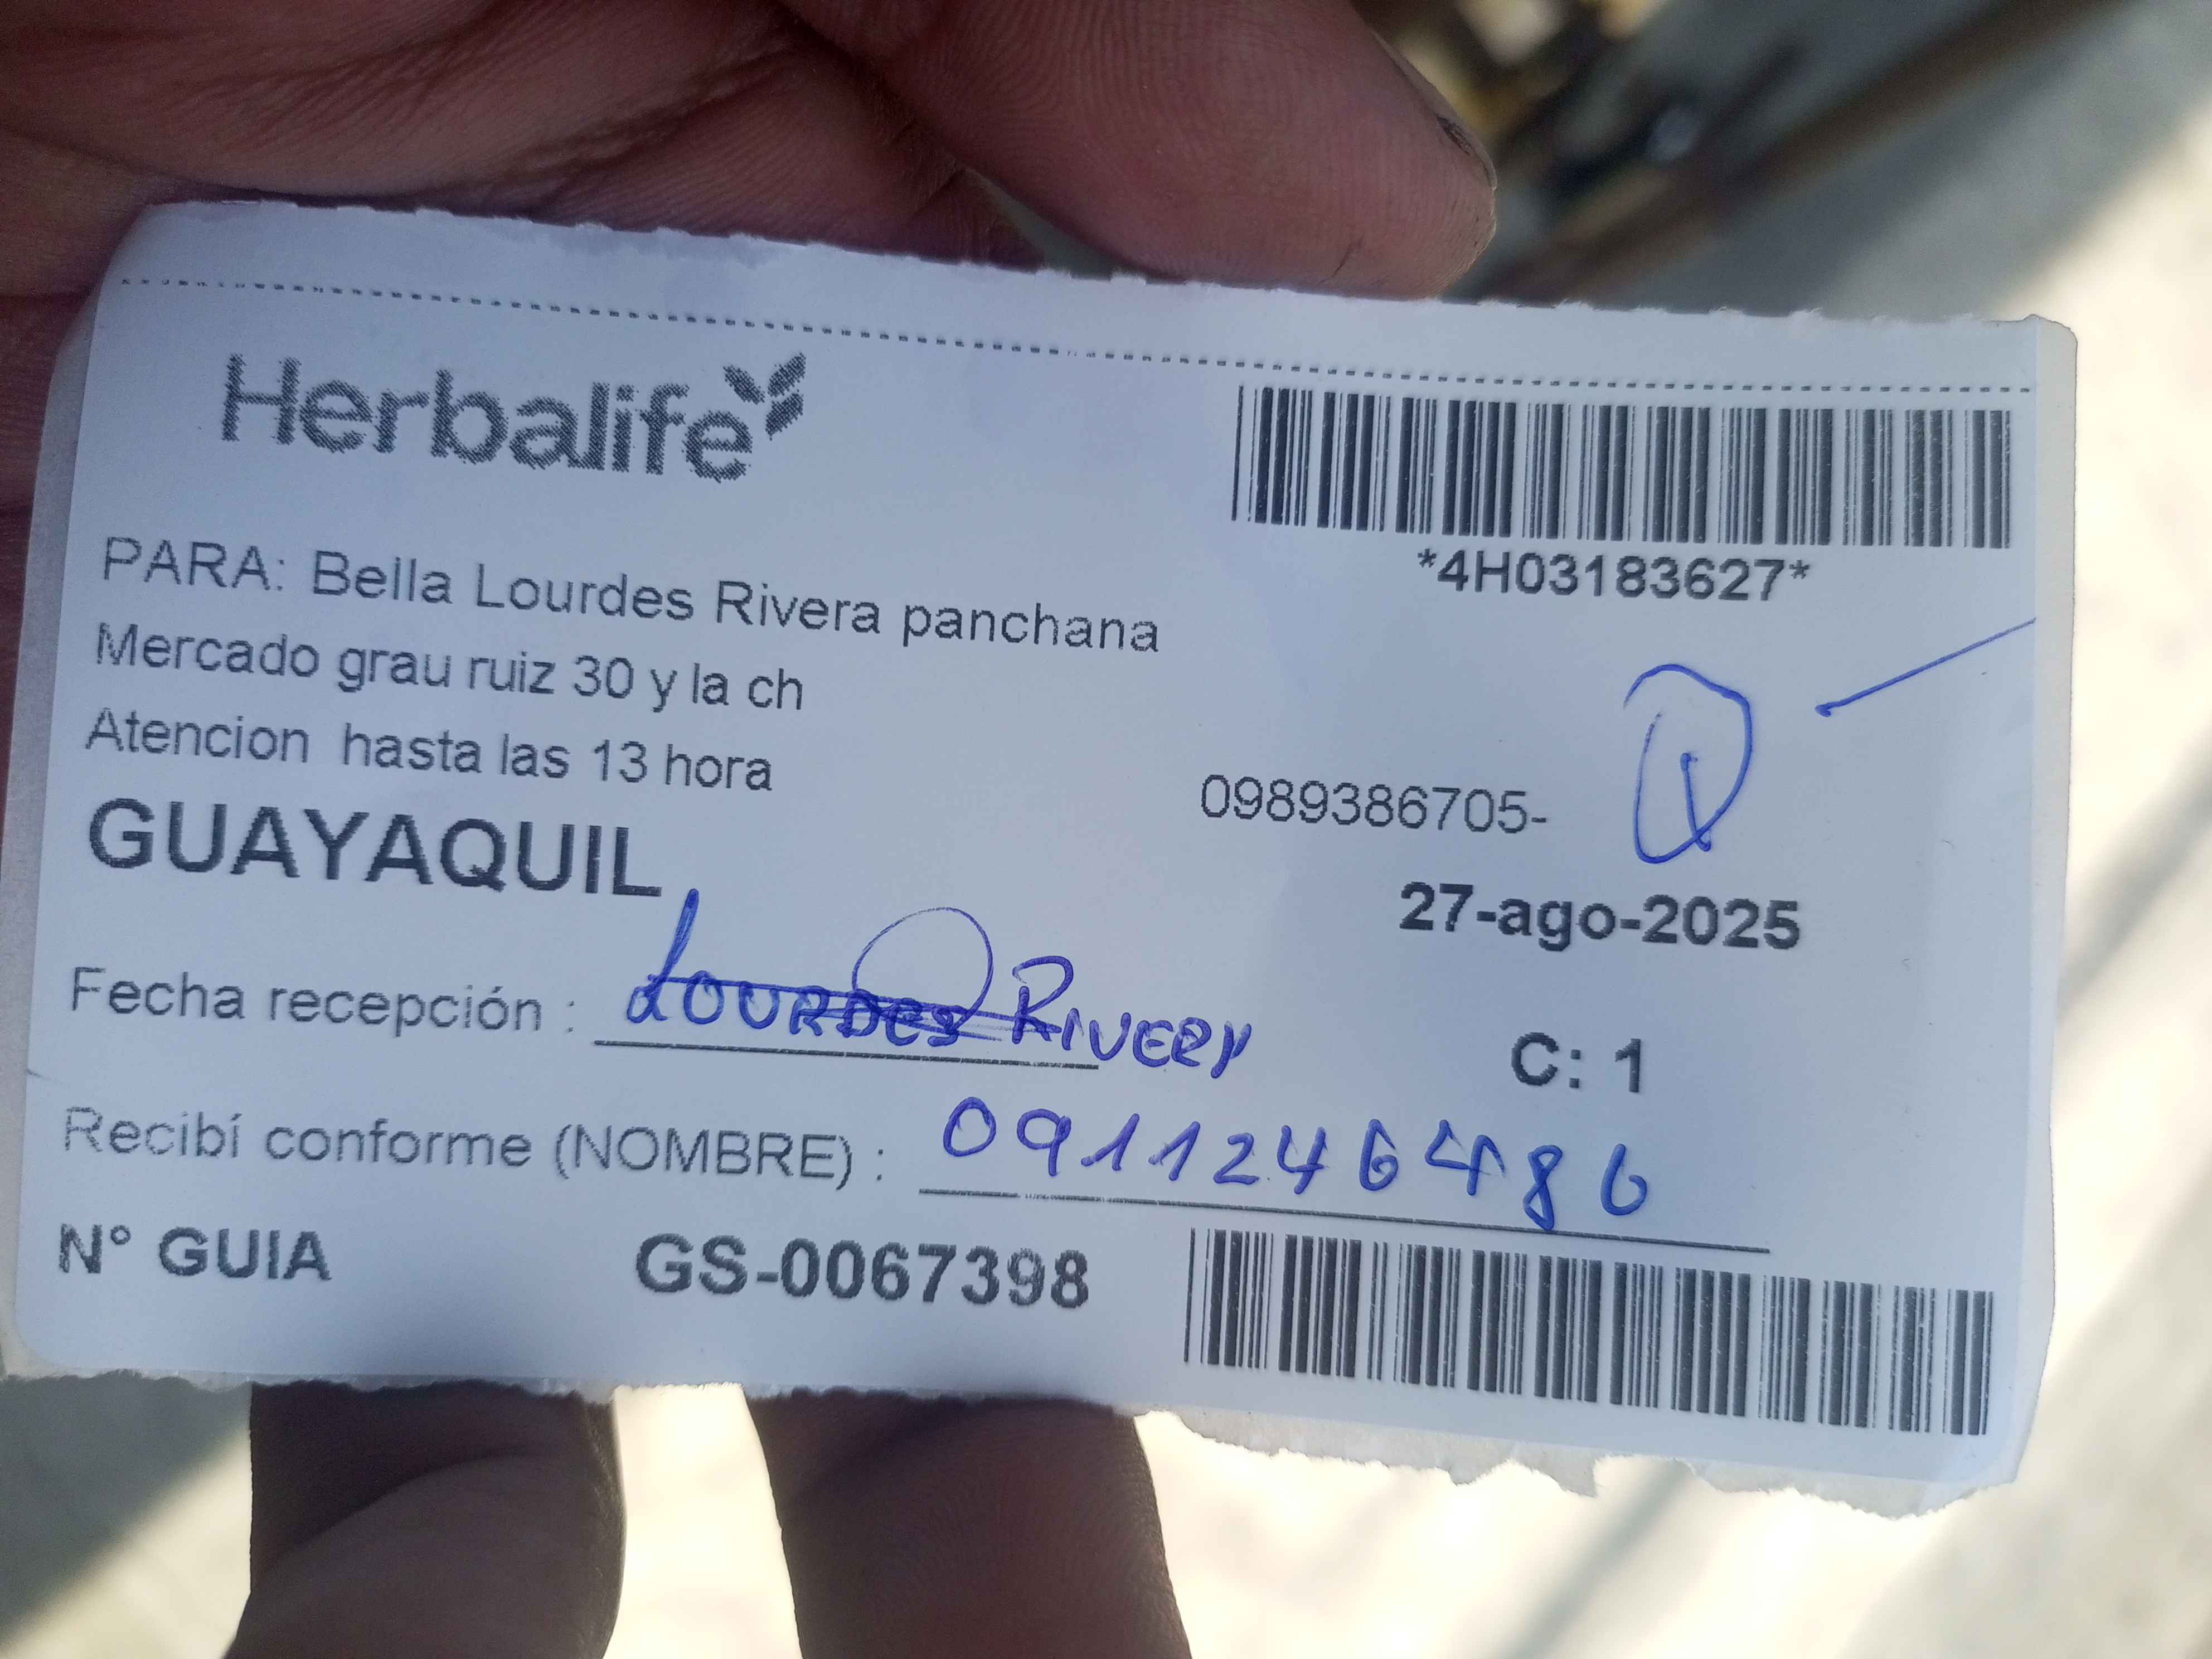 Herbalife
*4H03183627*
PARA: Bella Lourdes Rivera panchana
Mercado grau ruiz 30 y la ch
Atencion hasta las 13 hora
0989386705-
GUAYAQUIL
27-ago-2025
Fecha recepción : LOURDES RIVERA
C: 1
Recibí conforme (NOMBRE) : 0911246486
N° GUIA GS-0067398